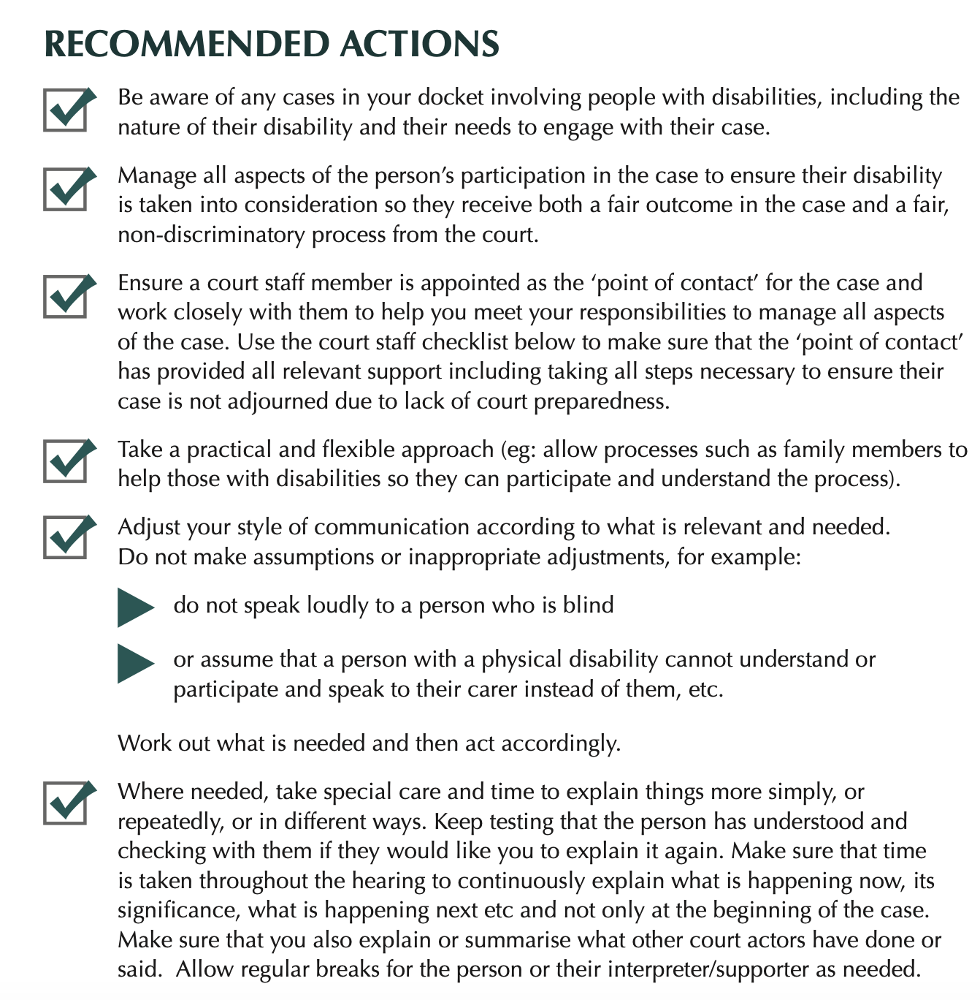 RECOMMENDED ACTIONS
Be aware of any cases in your docket involving people with disabilities, including the
nature of their disability and their needs to engage with their case.
Manage all aspects of the person’s participation in the case to ensure their disability
is taken into consideration so they receive both a fair outcome in the case and a fair,
non-discriminatory process from the court.
Ensure a court staff member is appointed as the ‘point of contact’ for the case and
work closely with them to help you meet your responsibilities to manage all aspects
of the case. Use the court staff checklist below to make sure that the ‘point of contact’
has provided all relevant support including taking all steps necessary to ensure their
case is not adjourned due to lack of court preparedness.
Take a practical and flexible approach (eg: allow processes such as family members to
help those with disabilities so they can participate and understand the process).
Adjust your style of communication according to what is relevant and needed.
Do not make assumptions or inappropriate adjustments, for example:
do not speak loudly to a person who is blind
or assume that a person with a physical disability cannot understand or
participate and speak to their carer instead of them, etc.
Work out what is needed and then act accordingly.
Where needed, take special care and time to explain things more simply, or
repeatedly, or in different ways. Keep testing that the person has understood and
checking with them if they would like you to explain it again. Make sure that time
is taken throughout the hearing to continuously explain what is happening now, its
significance, what is happening next etc and not only at the beginning of the case.
Make sure that you also explain or summarise what other court actors have done or
said.  Allow regular breaks for the person or their interpreter/supporter as needed.